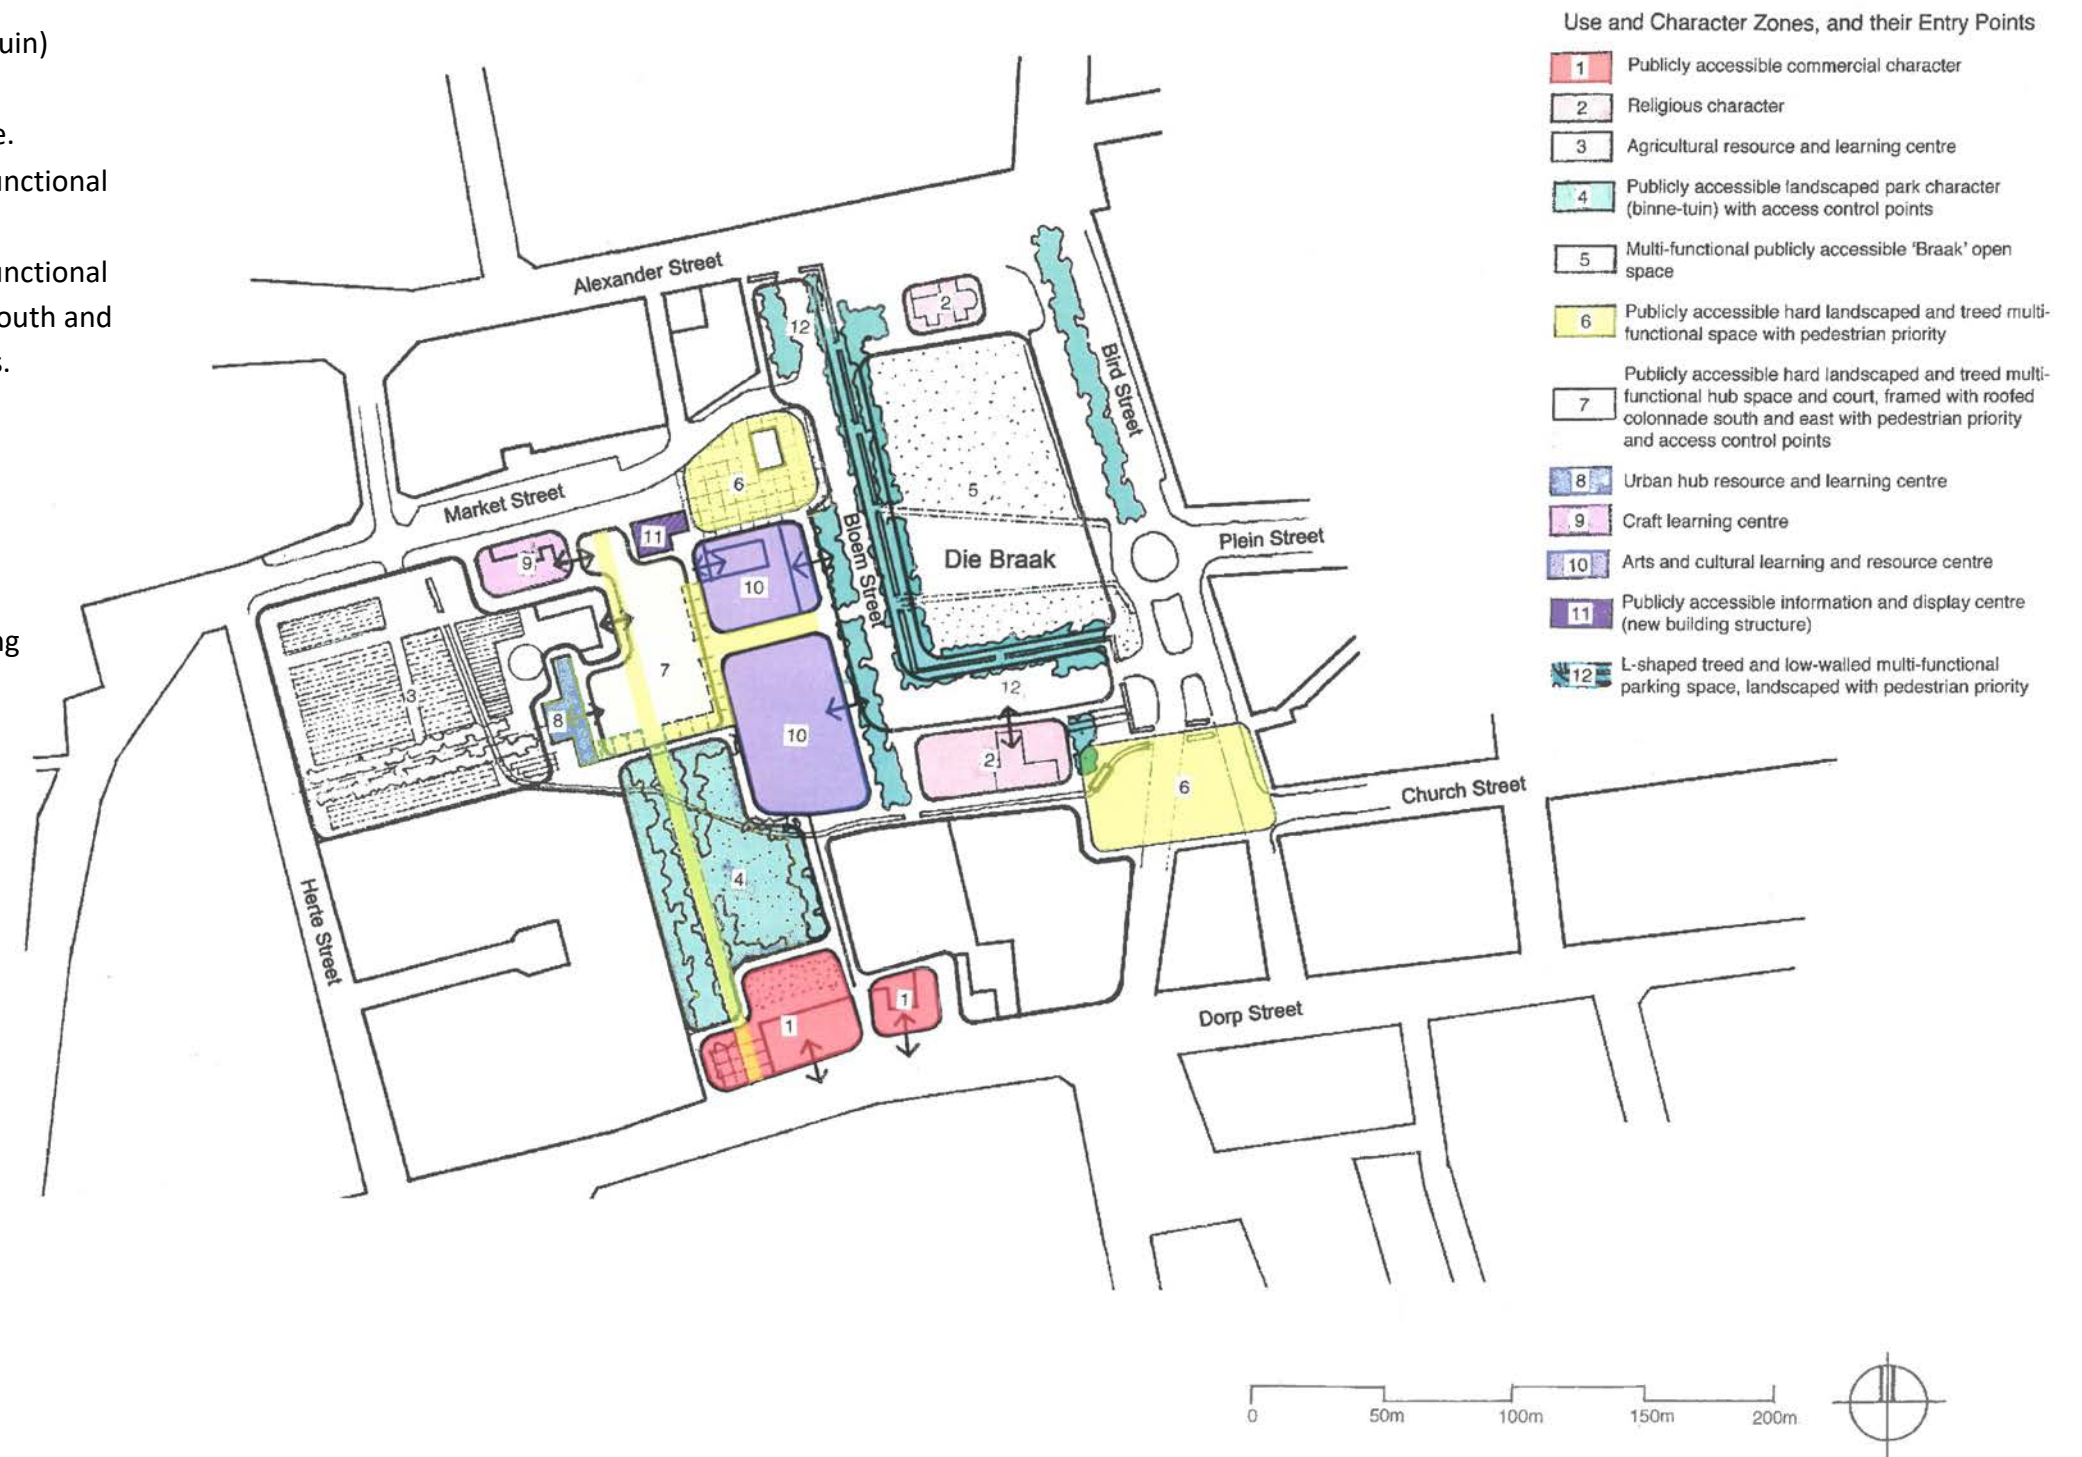 uin)
e.
unctional
unctional
outh and
s.
ng
Use and Character Zones, and their Entry Points
1 Publicly accessible commercial character
2 Religious character
3 Agricultural resource and learning centre
4 Publicly accessible landscaped park character
(binne-tuin) with access control points
5 Multi-functional publicly accessible 'Braak' open
space
6 Publicly accessible hard landscaped and treed multi-
functional space with pedestrian priority
7 Publicly accessible hard landscaped and treed multi-
functional hub space and court, framed with roofed
colonnade south and east with pedestrian priority
and access control points
8 Urban hub resource and learning centre
9 Craft learning centre
10 Arts and cultural learning and resource centre
11 Publicly accessible information and display centre
(new building structure)
12 L-shaped treed and low-walled multi-functional
parking space, landscaped with pedestrian priority
Alexander Street
2
12
Bird Street
6
5
Market Street
11
Bloem Street
Plein Street
9
10
Die Braak
7
3
12
8
10
2
6
Church Street
4
Herte Street
1
1
Dorp Street
0 50m 100m 150m 200m